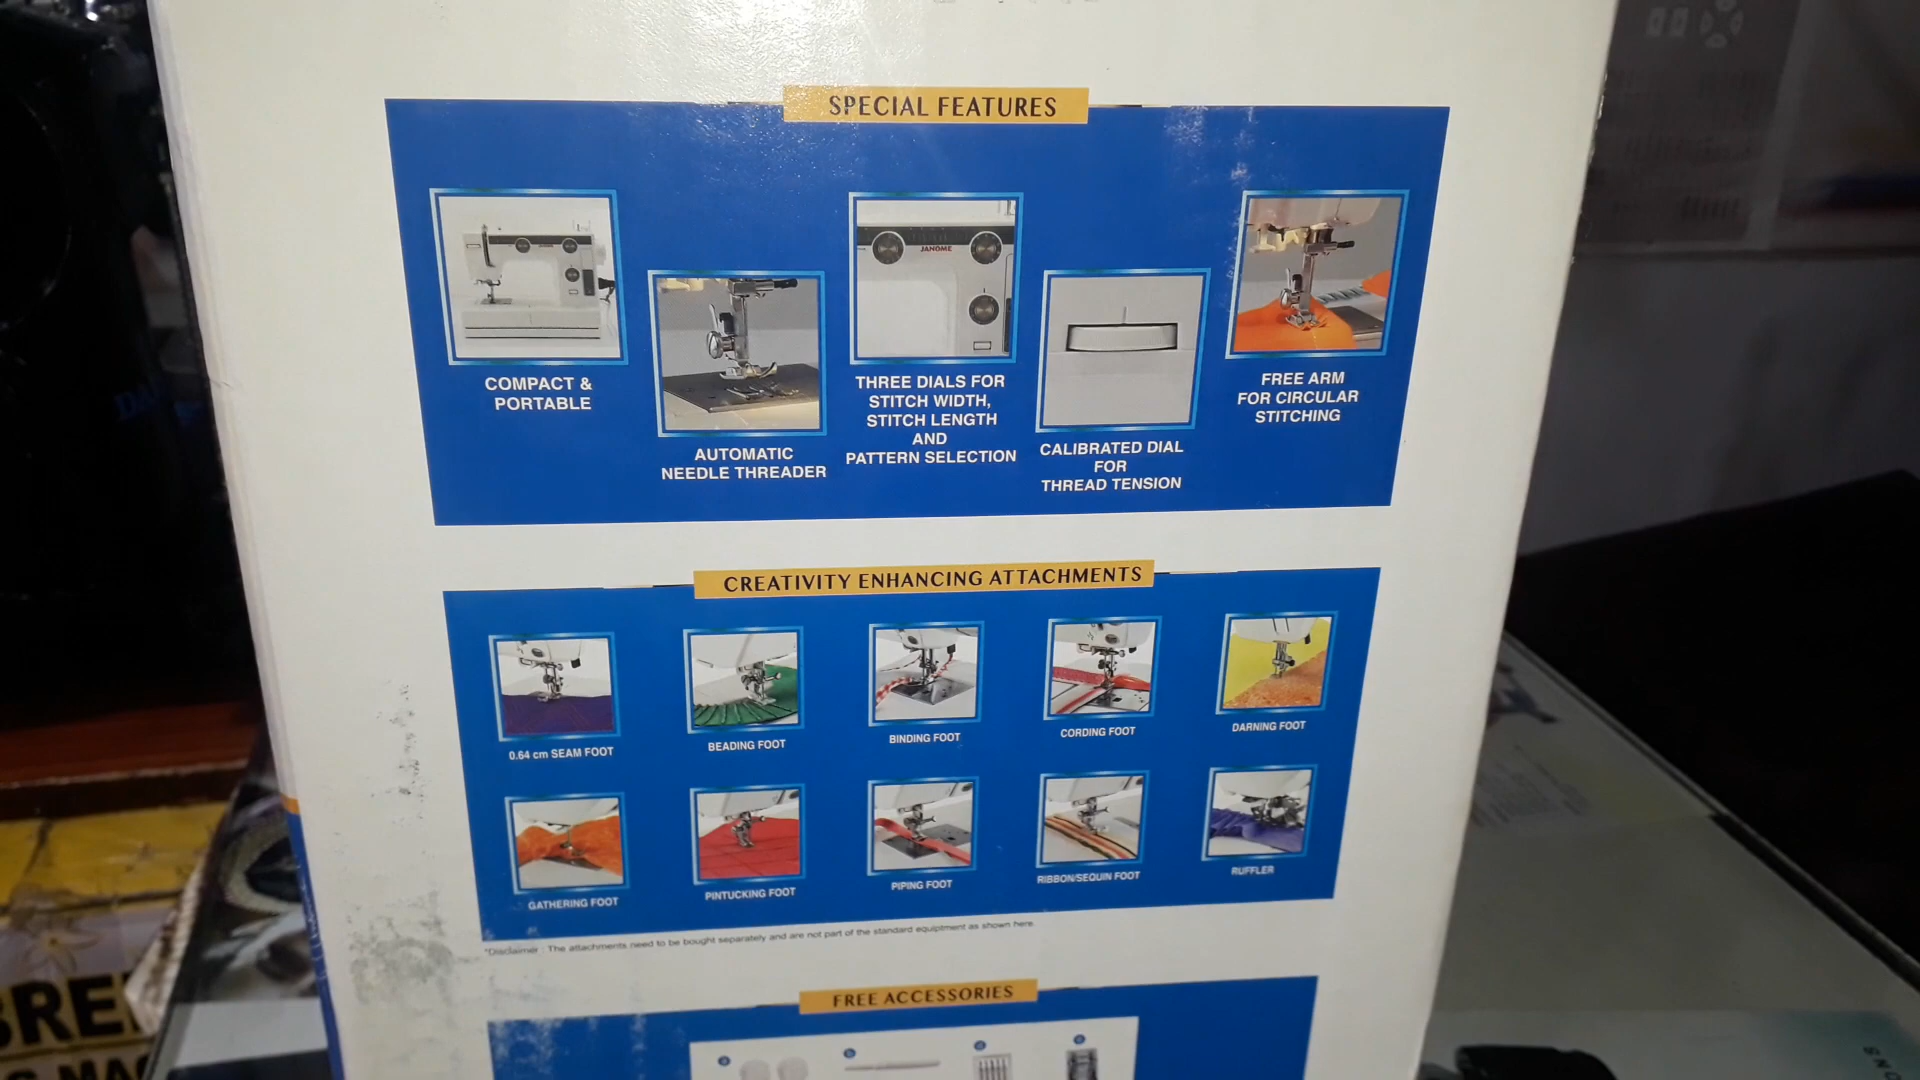 SPECIAL FEATURES
JANOME
COMPACT &
PORTABLE
AUTOMATIC
NEEDLE THREADER
THREE DIALS FOR
STITCH WIDTH,
STITCH LENGTH
AND
PATTERN SELECTION
CALIBRATED DIAL
FOR
THREAD TENSION
FREE ARM
FOR CIRCULAR
STITCHING
CREATIVITY ENHANCING ATTACHMENTS
0.64 cm SEAM FOOT
BEADING FOOT
BINDING FOOT
CORDING FOOT
DARNING FOOT
GATHERING FOOT
PINTUCKING FOOT
PIPING FOOT
RIBBON/SEQUIN FOOT
RUFFLER
*Disclaimer : The attachments need to be bought separately and are not part of the standard equiptment as shown here
FREE ACCESSORIES
a
b
d
e